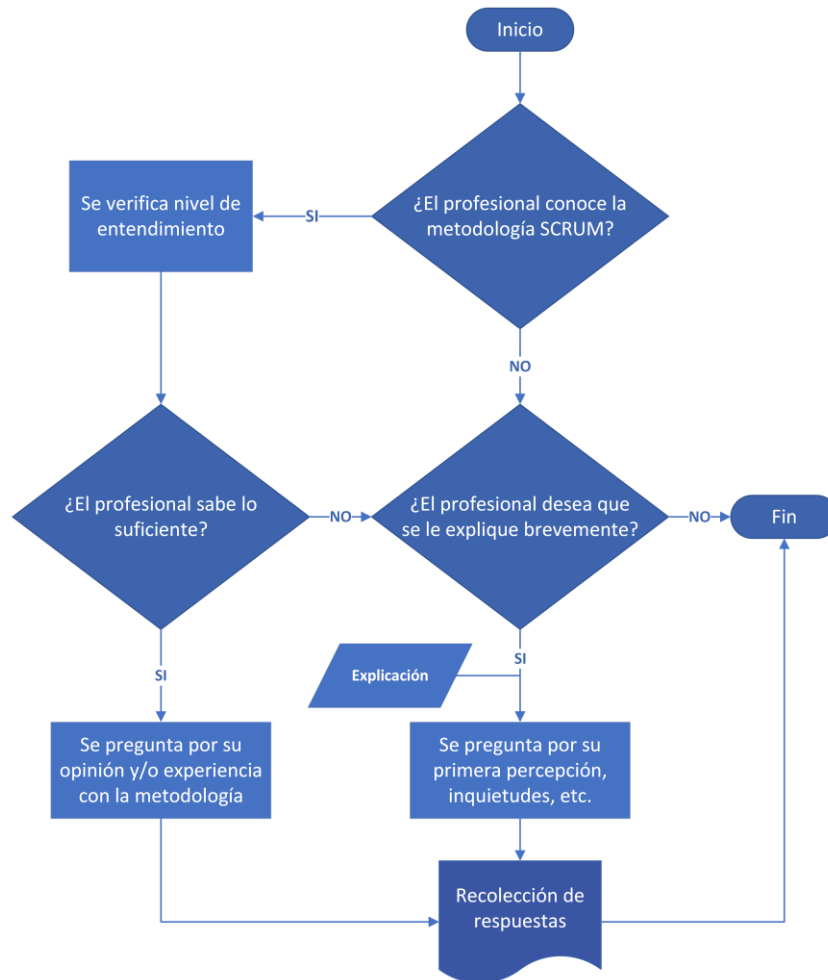 Inicio
¿El profesional conoce la
metodología SCRUM?
SI
Se verifica nivel de
entendimiento
NO
¿El profesional sabe lo
suficiente?
NO
¿El profesional desea que
se le explique brevemente?
NO
Fin
SI
SI
Explicación
Se pregunta por su
opinión y/o experiencia
con la metodología
Se pregunta por su
primera percepción,
inquietudes, etc.
Recolección de
respuestas